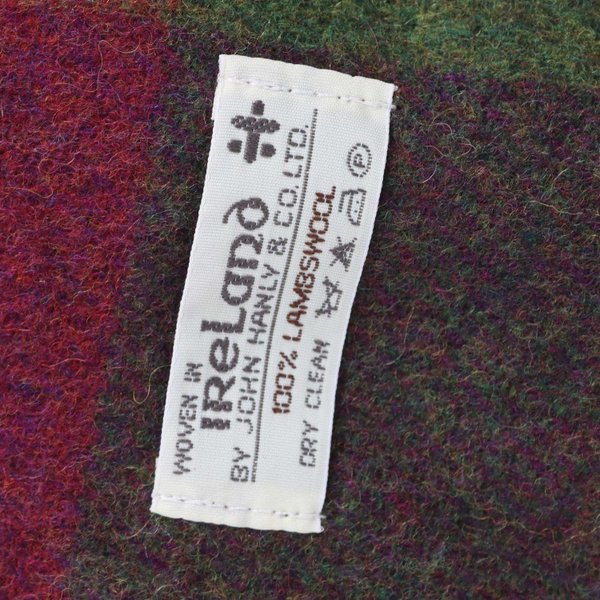 WOVEN IN
IReLanD
BY JOHN HANLY & CO. LTD.
100% LAMBSWOOL
DRY CLEAN Ⓟ